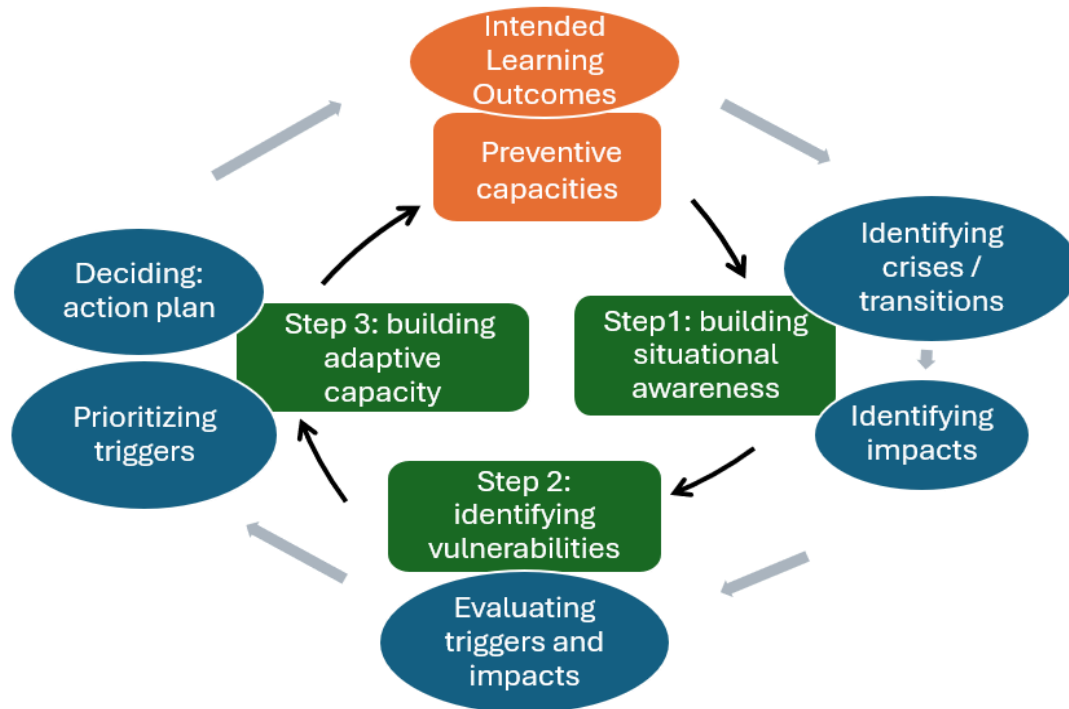 Intended
Learning
Outcomes
Preventive
capacities
Identifying
crises /
transitions
Step1: building
situational
awareness
Identifying
impacts
Step 2:
identifying
vulnerabilities
Evaluating
triggers and
impacts
Step 3: building
adaptive
capacity
Prioritizing
triggers
Deciding:
action plan